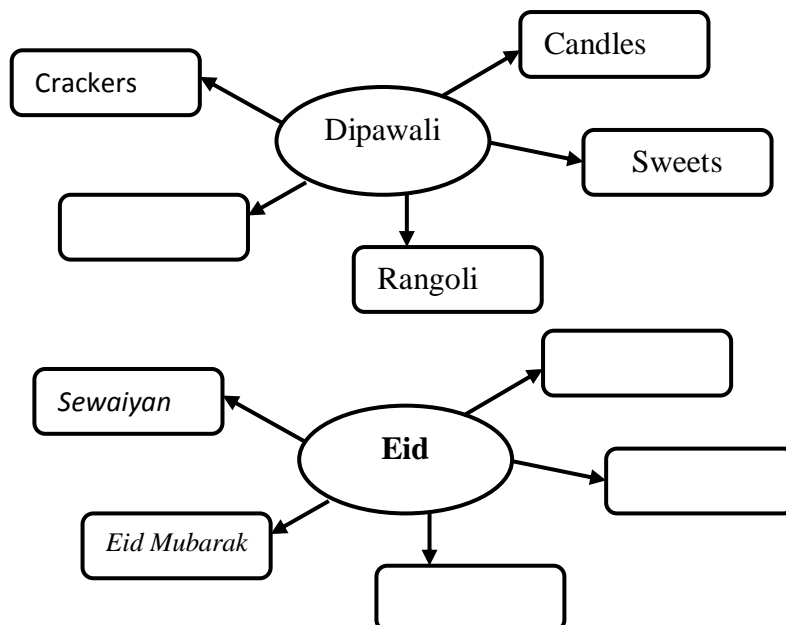 Candles
Crackers
Dipawali
Sweets
Rangoli
Sewaiyan
Eid
Eid Mubarak